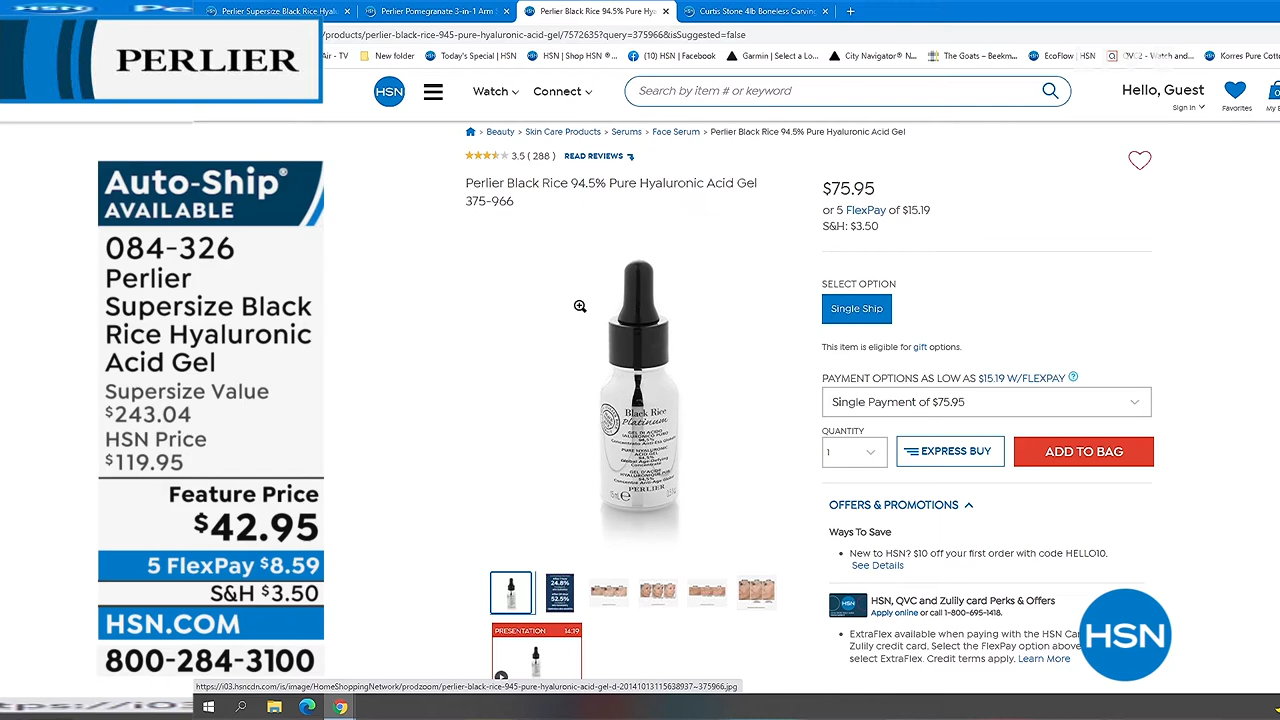 Perlier Supersize Black Rice Hyalu
Perlier Pomegranate 3-in-1 Arm S
Perlier Black Rice 94.5% Pure Hya
Curtis Stone 4lb Boneless Carving
/products/perlier-black-rice-945-pure-hyaluronic-acid-gel/7572635?query=375966&isSuggested=false
Air - TV
New folder
Today's Special | HSN
HSN | Shop HSN ®...
(10) HSN | Facebook
Garmin | Select a Lo...
City Navigator® N...
The Goats – Beekm...
EcoFlow | HSN
QVC2 - Watch and...
Korres Pure Cotto
PERLIER
HSN
Watch
Connect
Search by item # or keyword
Hello, Guest
Sign In
Favorites
Beauty > Skin Care Products > Serums > Face Serum > Perlier Black Rice 94.5% Pure Hyaluronic Acid Gel
3.5 ( 288 ) READ REVIEWS
Perlier Black Rice 94.5% Pure Hyaluronic Acid Gel
375-966
$75.95
or 5 FlexPay of $15.19
S&H: $3.50
SELECT OPTION
Single Ship
This item is eligible for gift options.
PAYMENT OPTIONS AS LOW AS $15.19 W/FLEXPAY ?
Single Payment of $75.95
QUANTITY
1
EXPRESS BUY
ADD TO BAG
OFFERS & PROMOTIONS
Ways To Save
• New to HSN? $10 off your first order with code HELLO10.
See Details
HSN, QVC and Zulily card Perks & Offers
Apply online or call 1-800-695-1418.
• ExtraFlex available when paying with the HSN Ca
Zulily credit card. Select the FlexPay option above
select ExtraFlex. Credit terms apply. Learn More
HSN
Black Rice
Platinum
PERLIER
24.8%
52.5%
PRESENTATION 14:39
Auto-Ship®
AVAILABLE
084-326
Perlier
Supersize Black
Rice Hyaluronic
Acid Gel
Supersize Value
$243.04
HSN Price
$119.95
Feature Price
$42.95
5 FlexPay $8.59
S&H $3.50
HSN.COM
800-284-3100
https://i03.hsncdn.com/is/image/HomeShoppingNetwork/prodzoom/perlier-black-rice-945-pure-hyaluronic-acid-gel-d-20141013115638937~375966.jpg